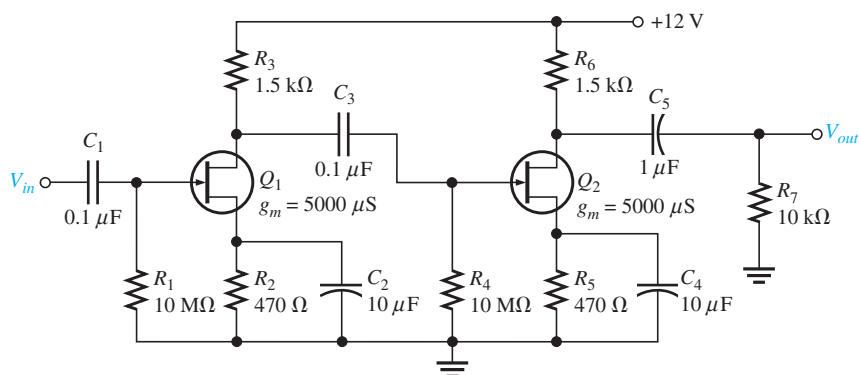 +12 V
R3
1.5 kΩ
R6
1.5 kΩ
C3
0.1 μF
C5
1 μF
Vout
C1
Vin
0.1 μF
Q1
gm = 5000 μS
Q2
gm = 5000 μS
R7
10 kΩ
R1
10 MΩ
R2
470 Ω
C2
10 μF
R4
10 MΩ
R5
470 Ω
C4
10 μF